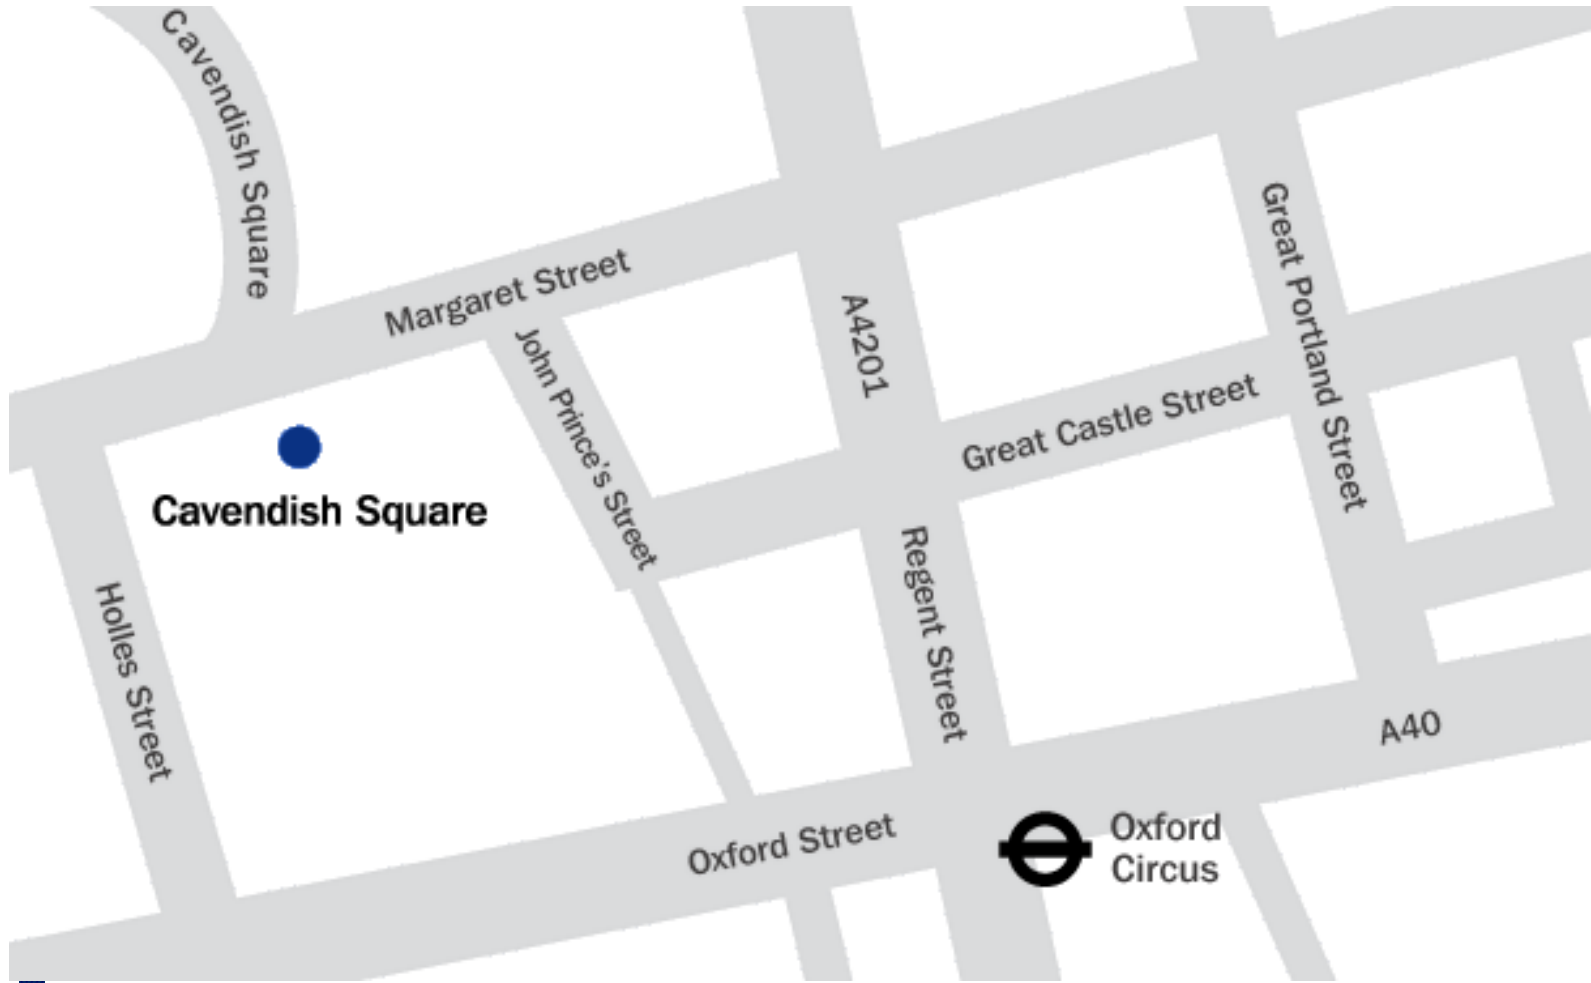 Cavendish Square
Margaret Street
John Prince's Street
A4201
Great Portland Street
Great Castle Street
Cavendish Square
Holles Street
Regent Street
A40
Oxford Street
Oxford
Circus